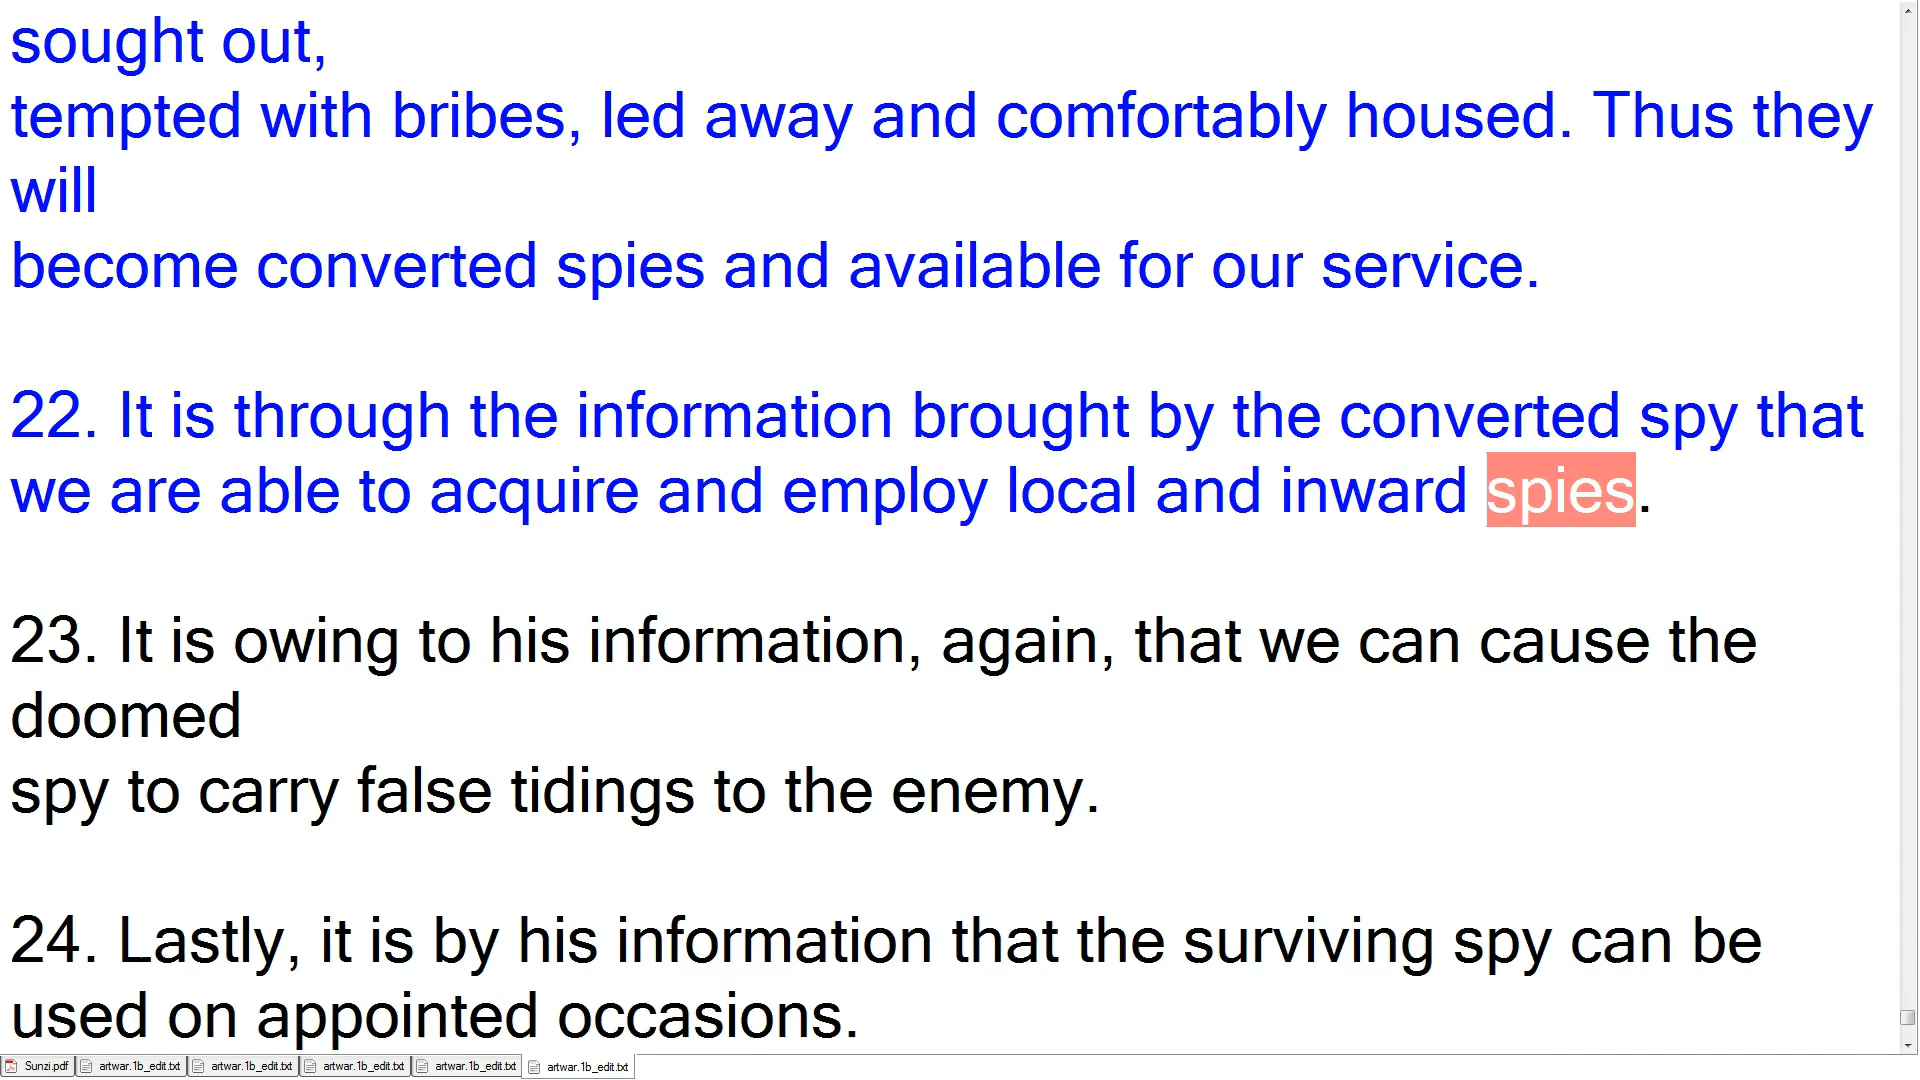 sought out,
tempted with bribes, led away and comfortably housed. Thus they
will
become converted spies and available for our service.
22. It is through the information brought by the converted spy that
we are able to acquire and employ local and inward spies.
23. It is owing to his information, again, that we can cause the
doomed
spy to carry false tidings to the enemy.
24. Lastly, it is by his information that the surviving spy can be
used on appointed occasions.
Sunzi.pdf artwar.1b_edit.txt artwar.1b_edit.txt artwar.1b_edit.txt artwar.1b_edit.txt artwar.1b_edit.txt